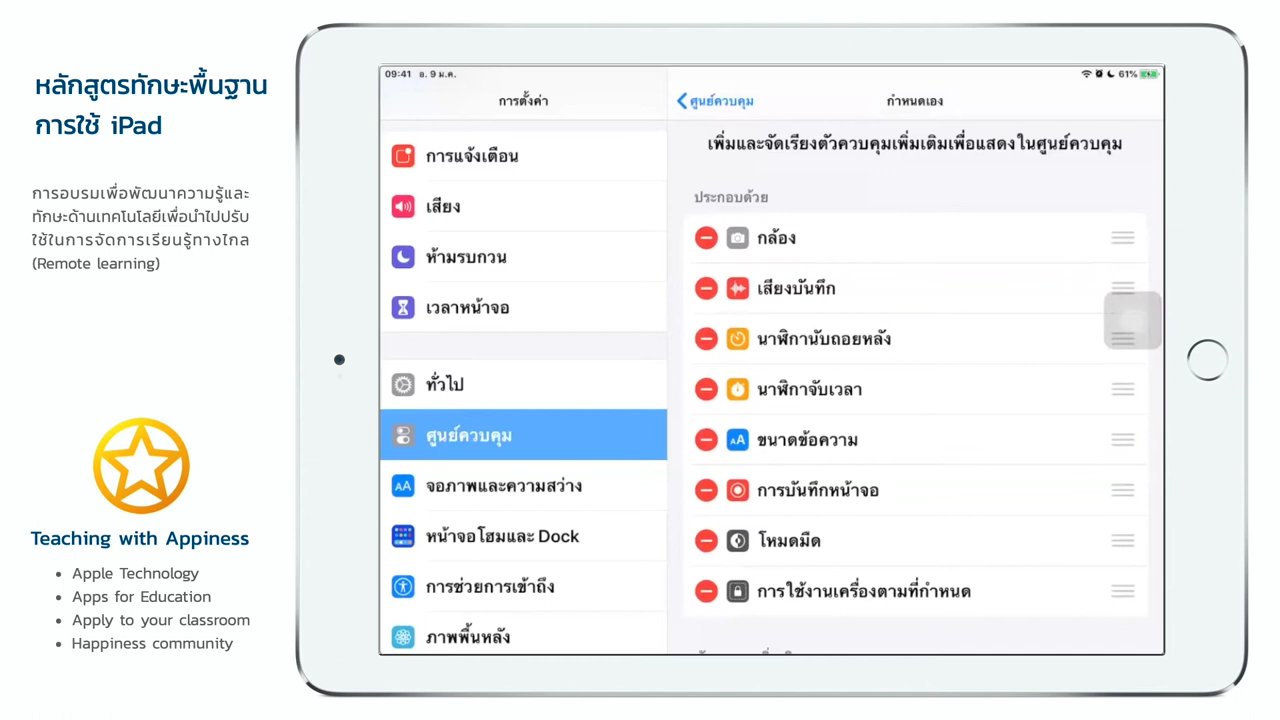 หลักสูตรทักษะพื้นฐาน
การใช้ iPad
การอบรมเพื่อพัฒนาความรู้และ
ทักษะด้านเทคโนโลยีเพื่อนำไปปรับ
ใช้ในการจัดการเรียนรู้ทางไกล
(Remote learning)
Teaching with Appiness
• Apple Technology
• Apps for Education
• Apply to your classroom
• Happiness community
09:41 อ. 9 ม.ค.
61%
การตั้งค่า
การแจ้งเตือน
เสียง
ห้ามรบกวน
เวลาหน้าจอ
ทั่วไป
ศูนย์ควบคุม
จอภาพและความสว่าง
หน้าจอโฮมและ Dock
การช่วยการเข้าถึง
ภาพพื้นหลัง
ศูนย์ควบคุม
กำหนดเอง
เพิ่มและจัดเรียงตัวควบคุมเพิ่มเติมเพื่อแสดงในศูนย์ควบคุม
ประกอบด้วย
กล้อง
เสียงบันทึก
นาฬิกานับถอยหลัง
นาฬิกาจับเวลา
ขนาดข้อความ
การบันทึกหน้าจอ
โหมดมืด
การใช้งานเครื่องตามที่กำหนด